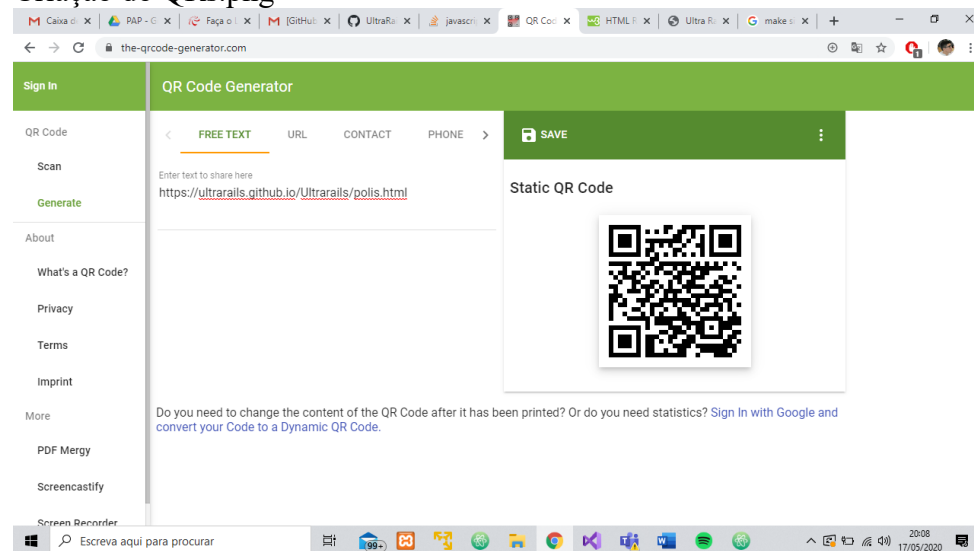 M Caixa d
PAP - G
Faça o L
M [GitHub
UltraRai
javascri
QR Cod
HTML R
Ultra Ra
G make si
the-qrcode-generator.com
Sign In
QR Code Generator
QR Code
Scan
Generate
About
What's a QR Code?
Privacy
Terms
Imprint
More
PDF Mergy
Screencastify
Screen Recorder
FREE TEXT URL CONTACT PHONE
Enter text to share here
https://ultrarails.github.io/Ultrarails/polis.html
SAVE
Static QR Code
Do you need to change the content of the QR Code after it has been printed? Or do you need statistics? Sign In with Google and
convert your Code to a Dynamic QR Code.
Escreva aqui para procurar
99+
20:08
17/05/2020